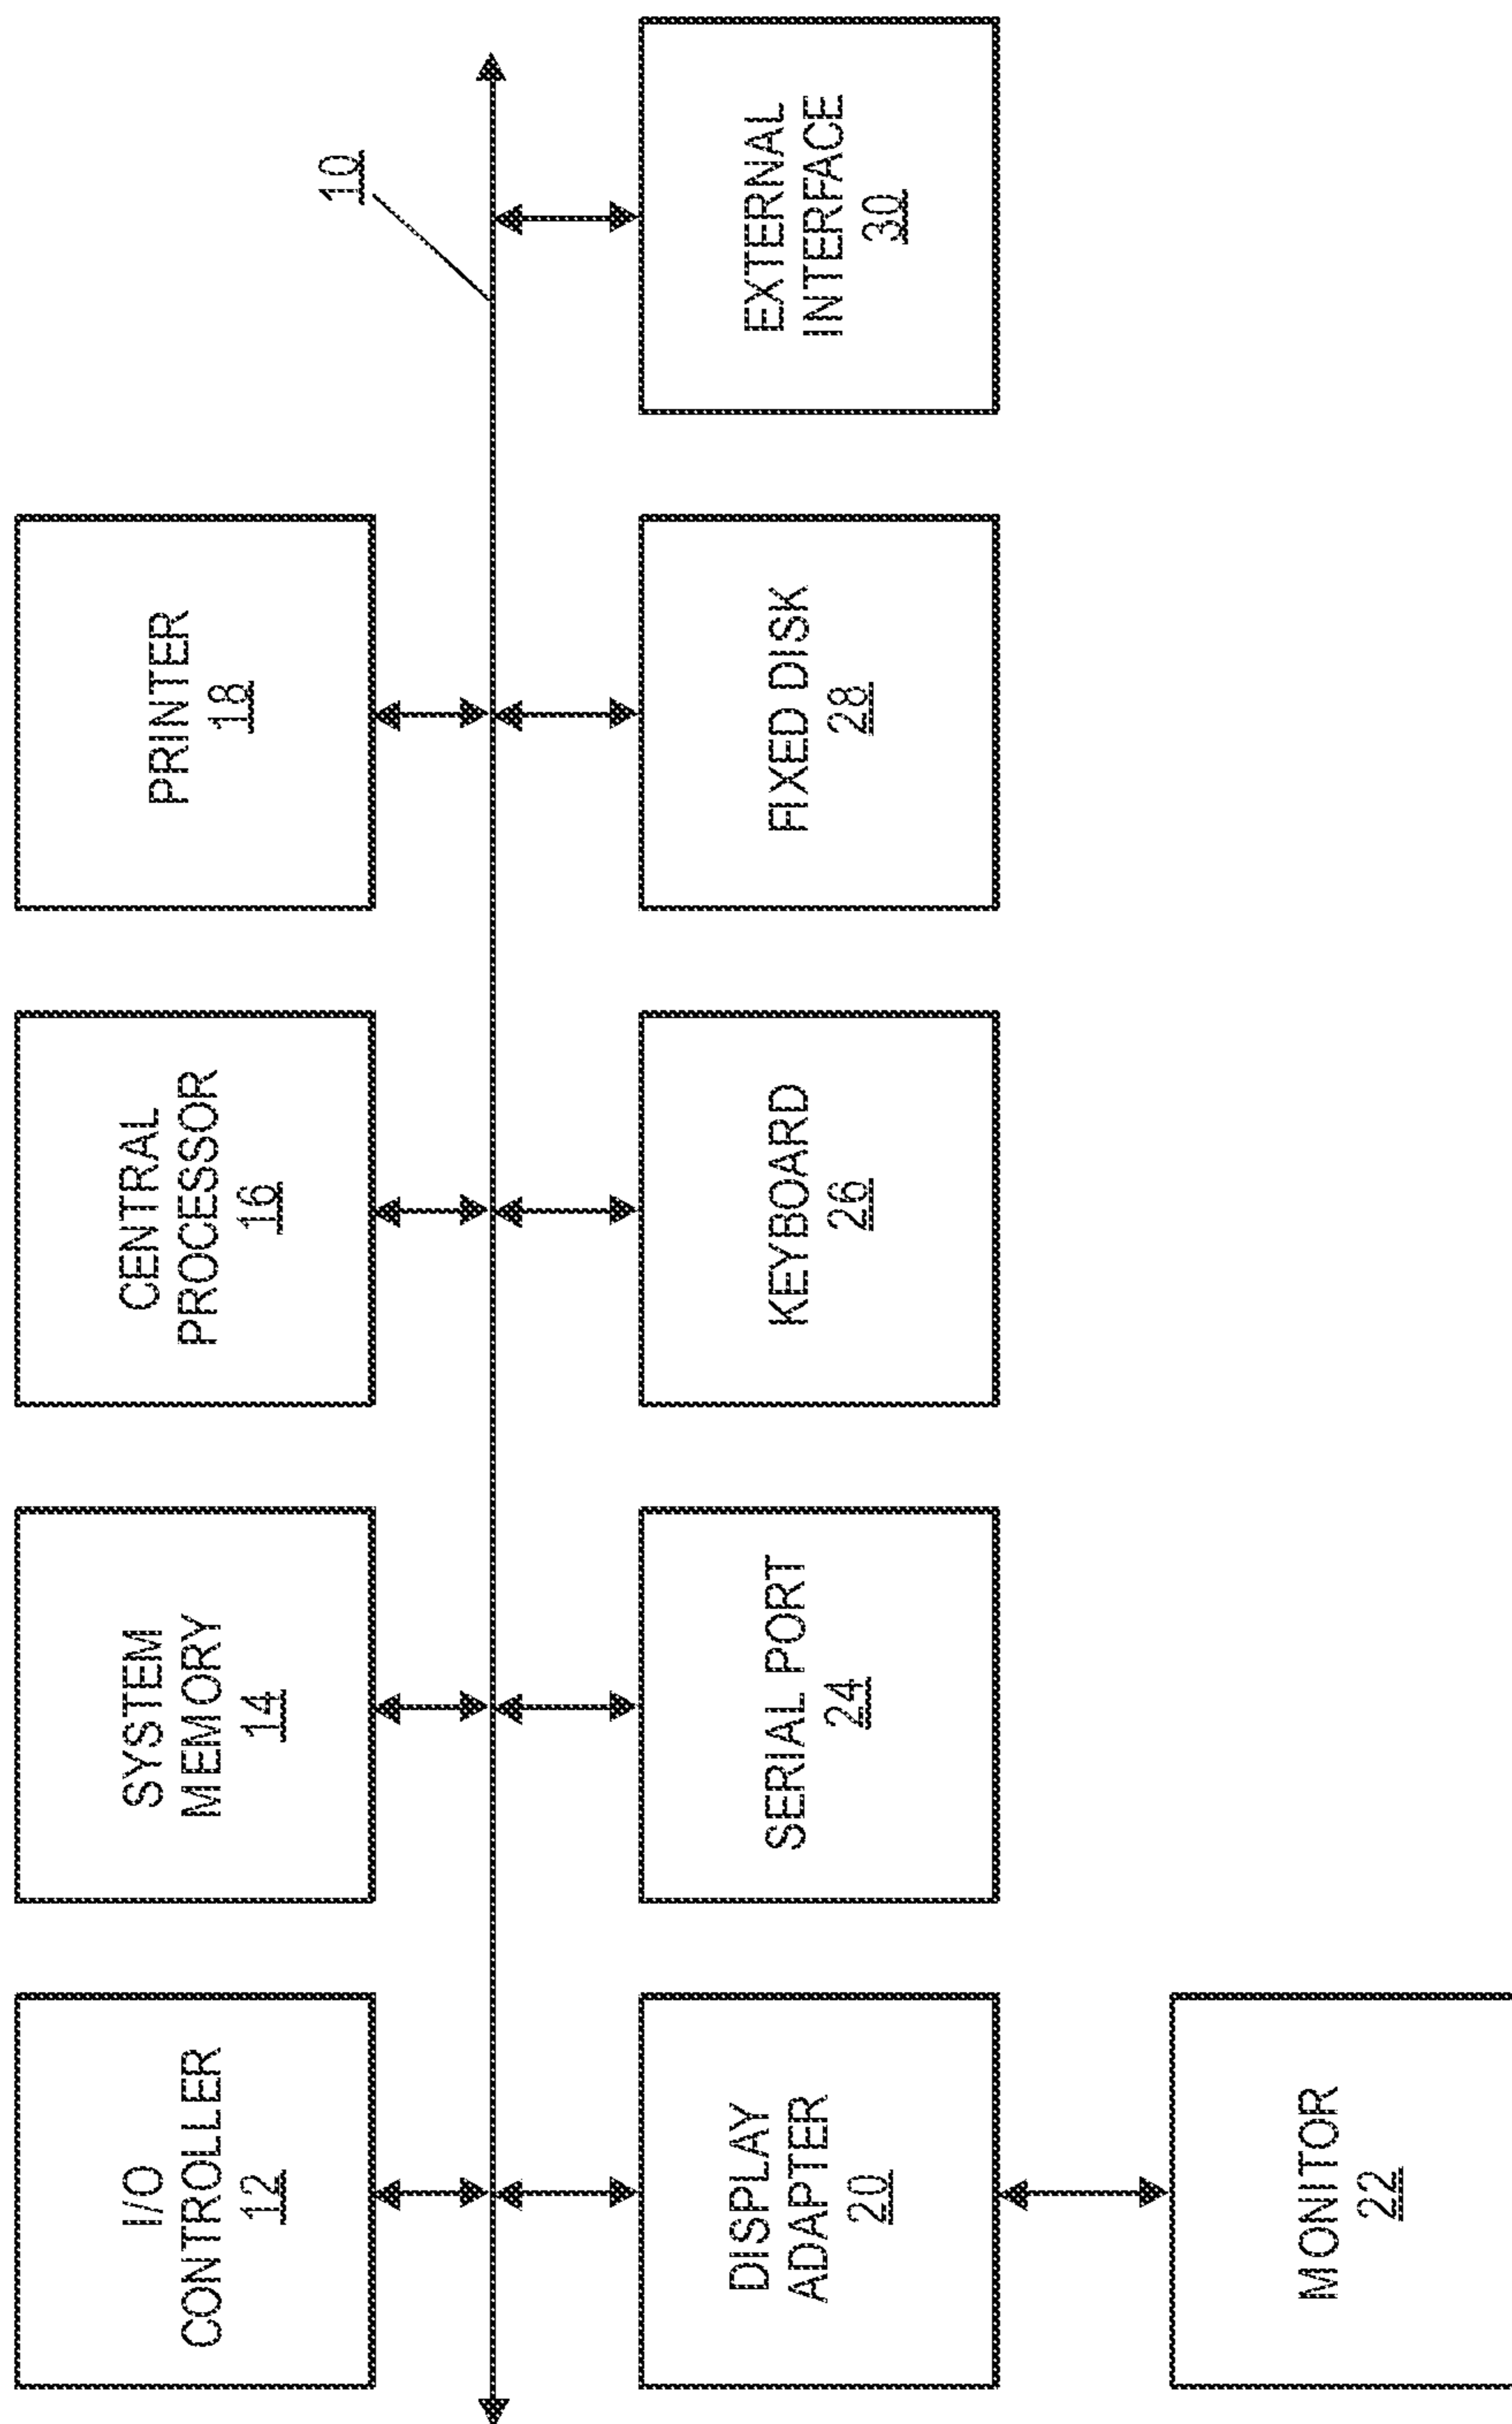 I/O
CONTROLLER
12
SYSTEM
MEMORY
14
CENTRAL
PROCESSOR
16
PRINTER
18
10
DISPLAY
ADAPTER
20
SERIAL PORT
24
KEYBOARD
26
FIXED DISK
28
EXTERNAL
INTERFACE
30
MONITOR
22